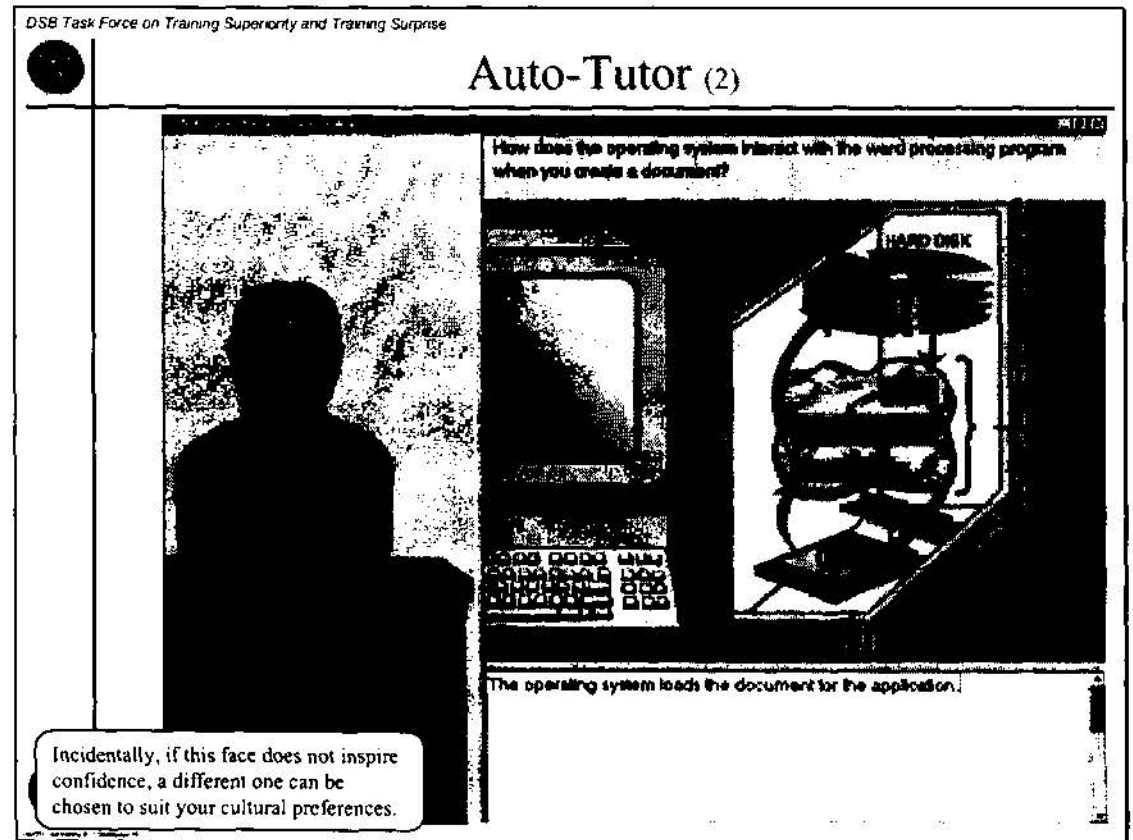 DSB Task Force on Training Superiority and Training Surprise
Auto-Tutor (2)
How does the operating system interact with the word processing program
when you create a document?
HARD DISK
The operating system loads the document for the application.
Incidentally, if this face does not inspire
confidence, a different one can be
chosen to suit your cultural preferences.